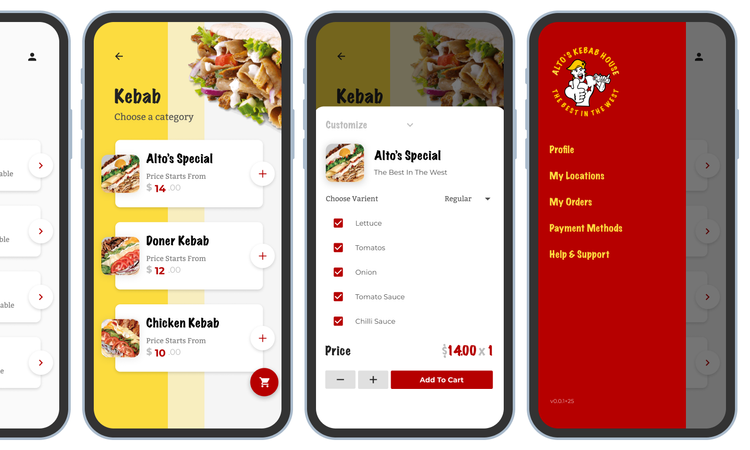 able
ble
able
e
Kebab
Choose a category
Alto's Special
Price Starts From
$ 14 .00
Doner Kebab
Price Starts From
$ 12 .00
Chicken Kebab
Price Starts From
$ 10 .00
Kebab
Customize
Alto's Special
The Best In The West
Choose Varient
Regular
Lettuce
Tomatos
Onion
Tomato Sauce
Chilli Sauce
Price
$14.00 x 1
Add To Cart
ALTO'S KEBAB HOUSE
THE BEST IN THE WEST
Profile
My Locations
My Orders
Payment Methods
Help & Support
v0.0.1+25